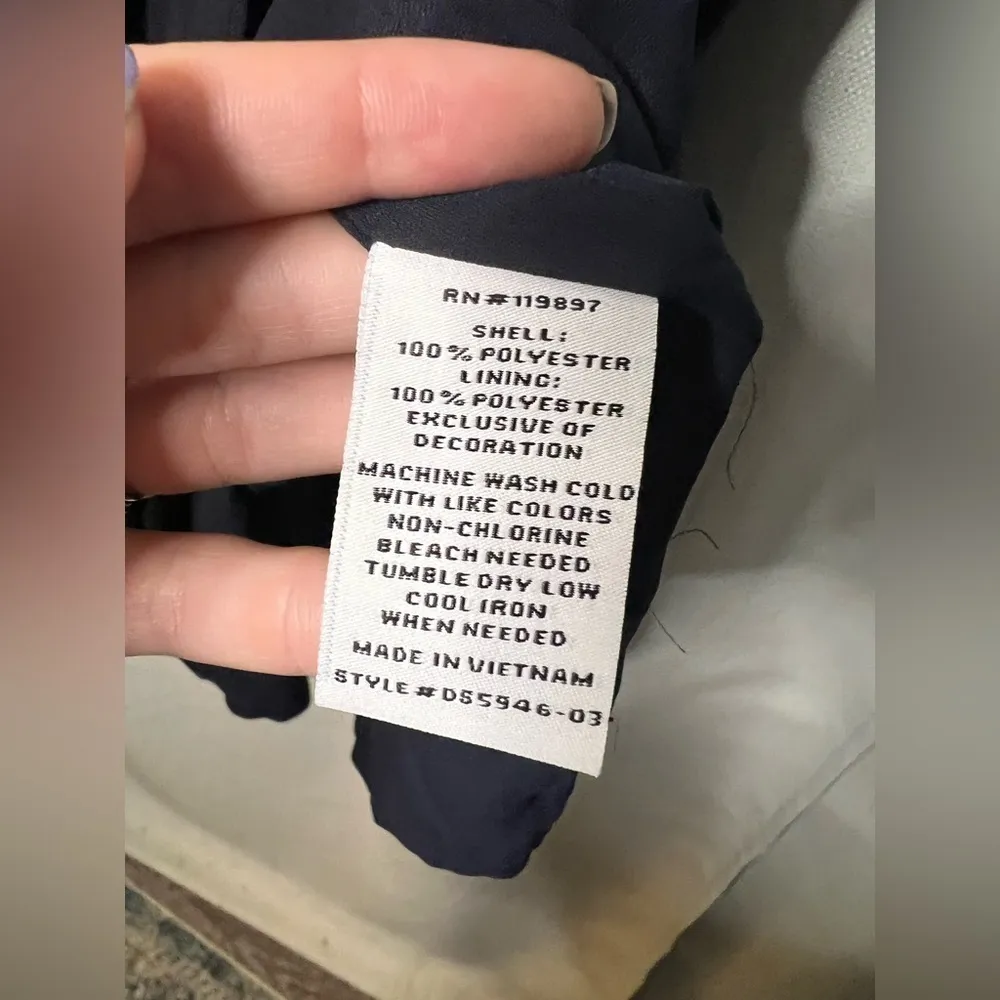 RN#119897
SHELL:
100% POLYESTER
LINING:
100% POLYESTER
EXCLUSIVE OF
DECORATION
MACHINE WASH COLD
WITH LIKE COLORS
NON-CHLORINE
BLEACH NEEDED
TUMBLE DRY LOW
COOL IRON
WHEN NEEDED
MADE IN VIETNAM
STYLE#DS5946-03